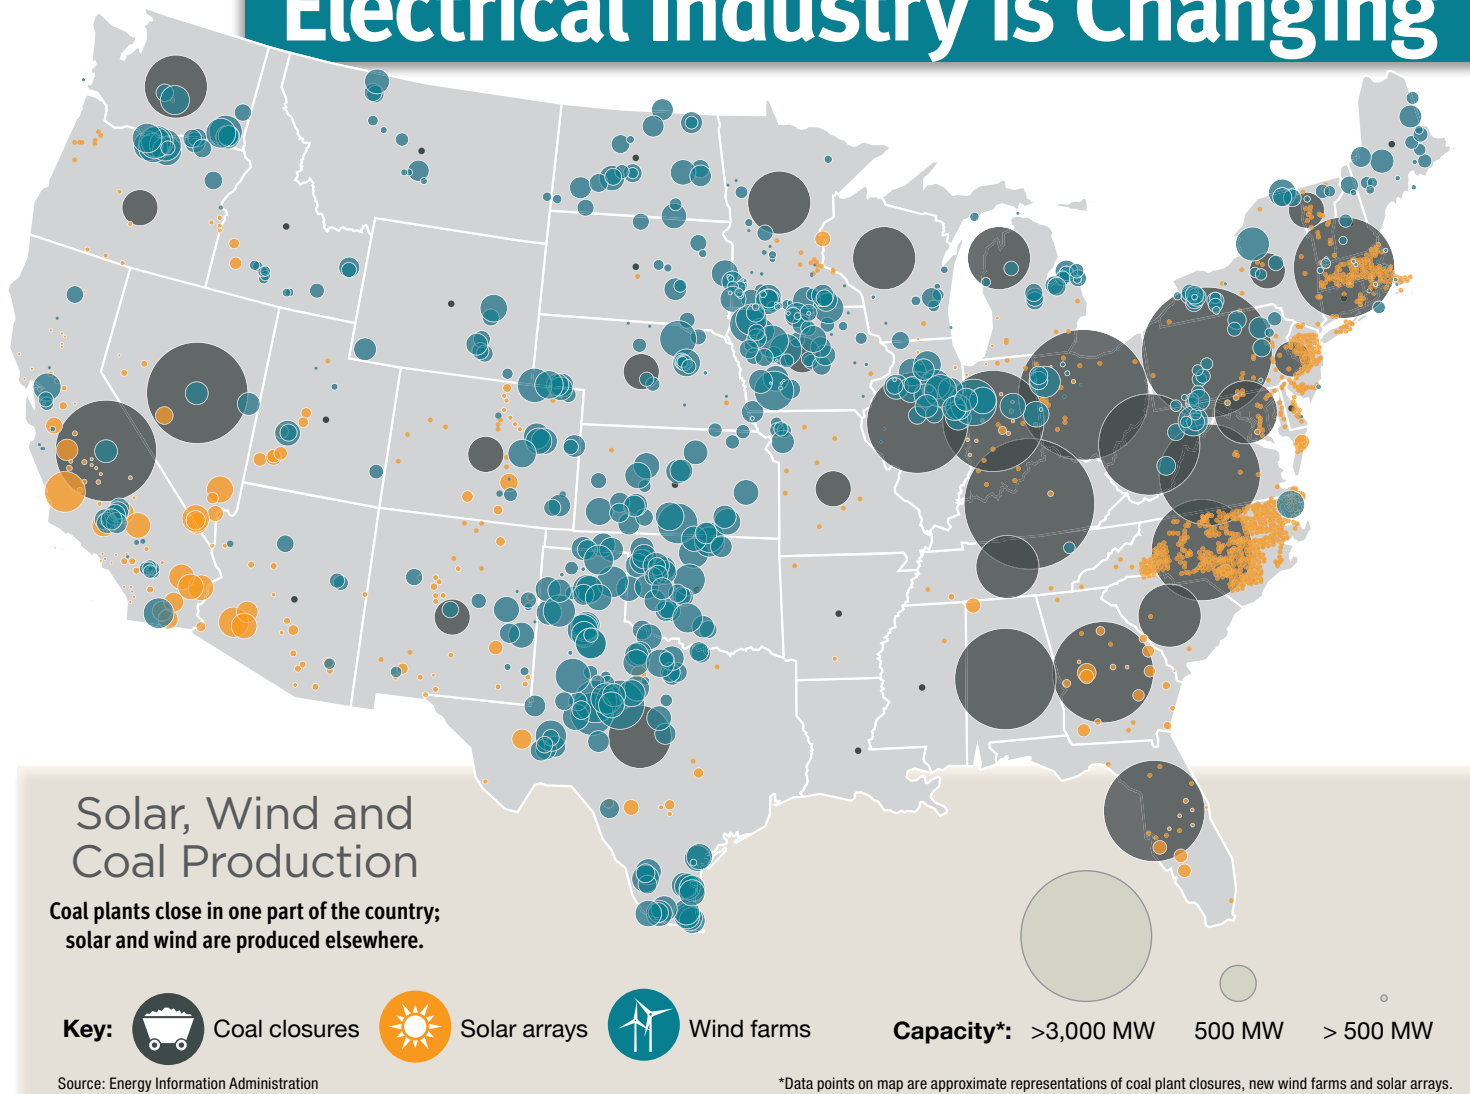 Electrical Industry is Changing
Solar, Wind and
Coal Production
Coal plants close in one part of the country;
solar and wind are produced elsewhere.
Key: Coal closures Solar arrays Wind farms
Capacity*: >3,000 MW 500 MW > 500 MW
Source: Energy Information Administration
*Data points on map are approximate representations of coal plant closures, new wind farms and solar arrays.